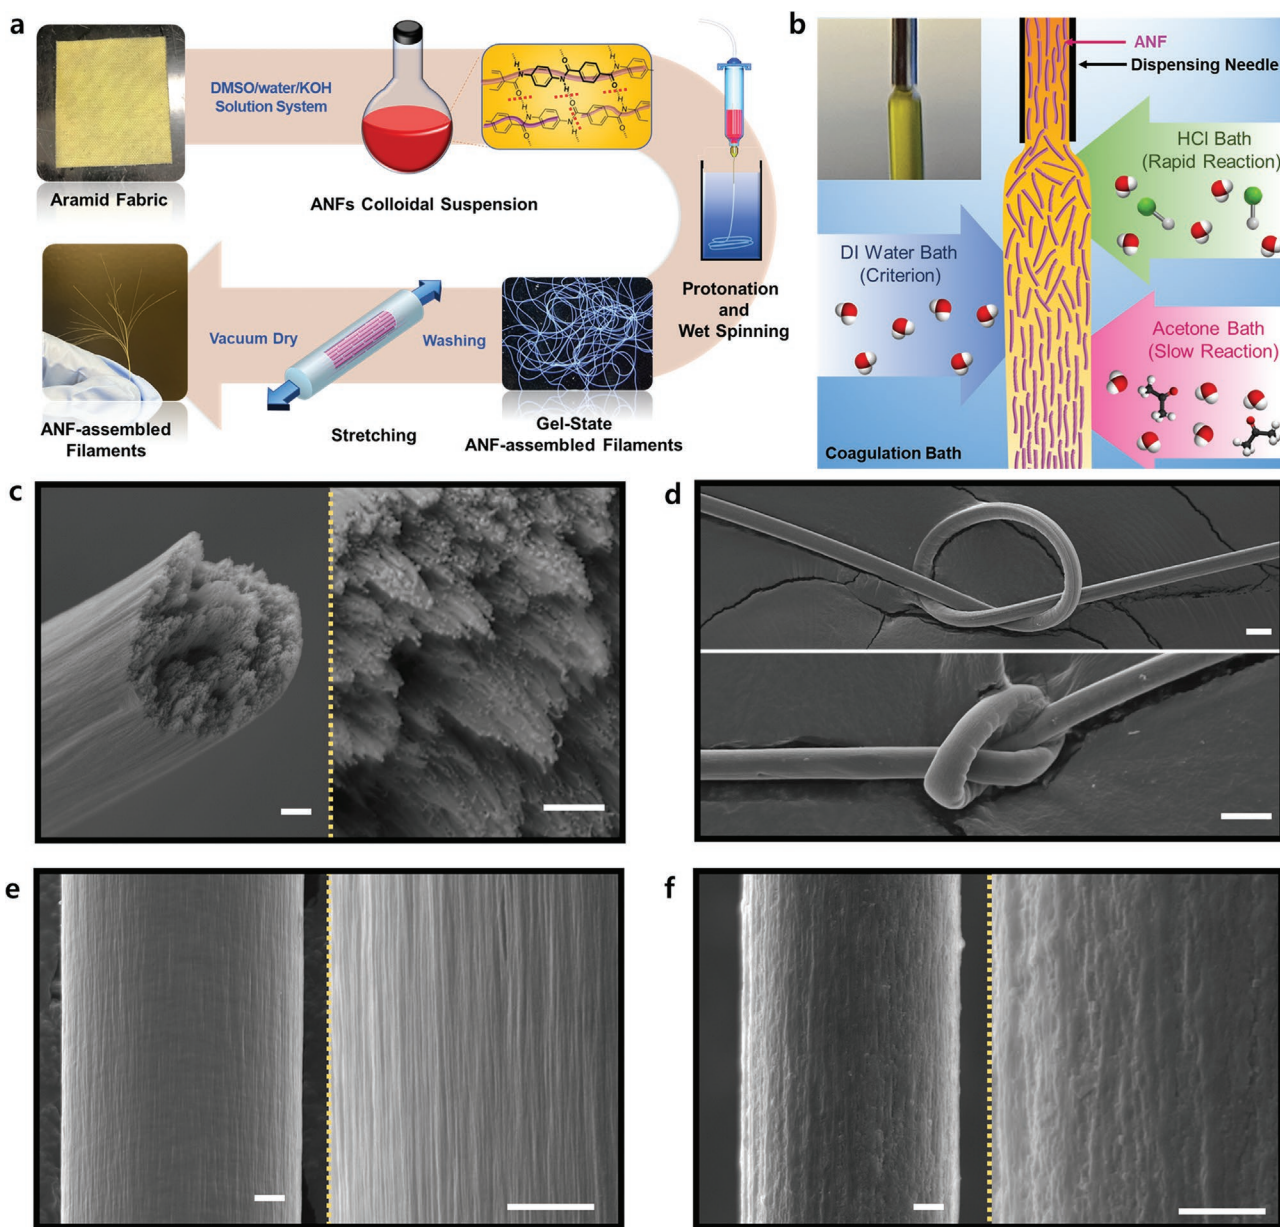 a
DMSO/water/KOH
Solution System
Aramid Fabric
ANFs Colloidal Suspension
Protonation
and
Wet Spinning
Vacuum Dry
Washing
Stretching
Gel-State
ANF-assembled Filaments
ANF-assembled
Filaments
b
ANF
Dispensing Needle
HCl Bath
(Rapid Reaction)
DI Water Bath
(Criterion)
Acetone Bath
(Slow Reaction)
Coagulation Bath
c
d
e
f